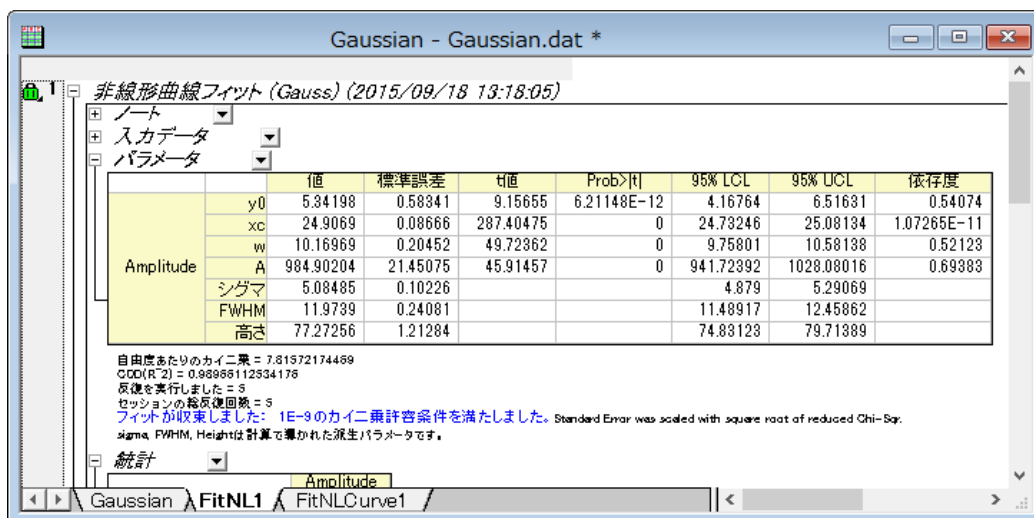 Gaussian - Gaussian.dat *
1 非線形曲線フィット (Gauss) (2015/09/18 13:18:05)
ノート
入力データ
パラメータ
値 標準誤差 t値 Prob>|t| 95% LCL 95% UCL 依存度
y0 5.34198 0.58341 9.15655 6.21148E-12 4.16764 6.51631 0.54074
xc 24.9069 0.08666 287.40475 0 24.73246 25.08134 1.07265E-11
w 10.16969 0.20452 49.72362 0 9.75801 10.58138 0.52123
Amplitude A 984.90204 21.45075 45.91457 0 941.72392 1028.08016 0.69383
シグマ 5.08485 0.10226 4.879 5.29069
FWHM 11.9739 0.24081 11.48917 12.45862
高さ 77.27256 1.21284 74.83123 79.71389
自由度あたりのカイ二乗 =
COD(R^2) =
反復を実行しました =
セッションの総反復回数 =
フィットが収束しました: 1E-9のカイ二乗許容条件を満たしました。 Standard Error was scaled with square root of reduced Chi-Sqr.
sigma, FWHM, Heightは計算で導かれた派生パラメータです。
統計
Amplitude
Gaussian FitNL1 FitNLCurve1